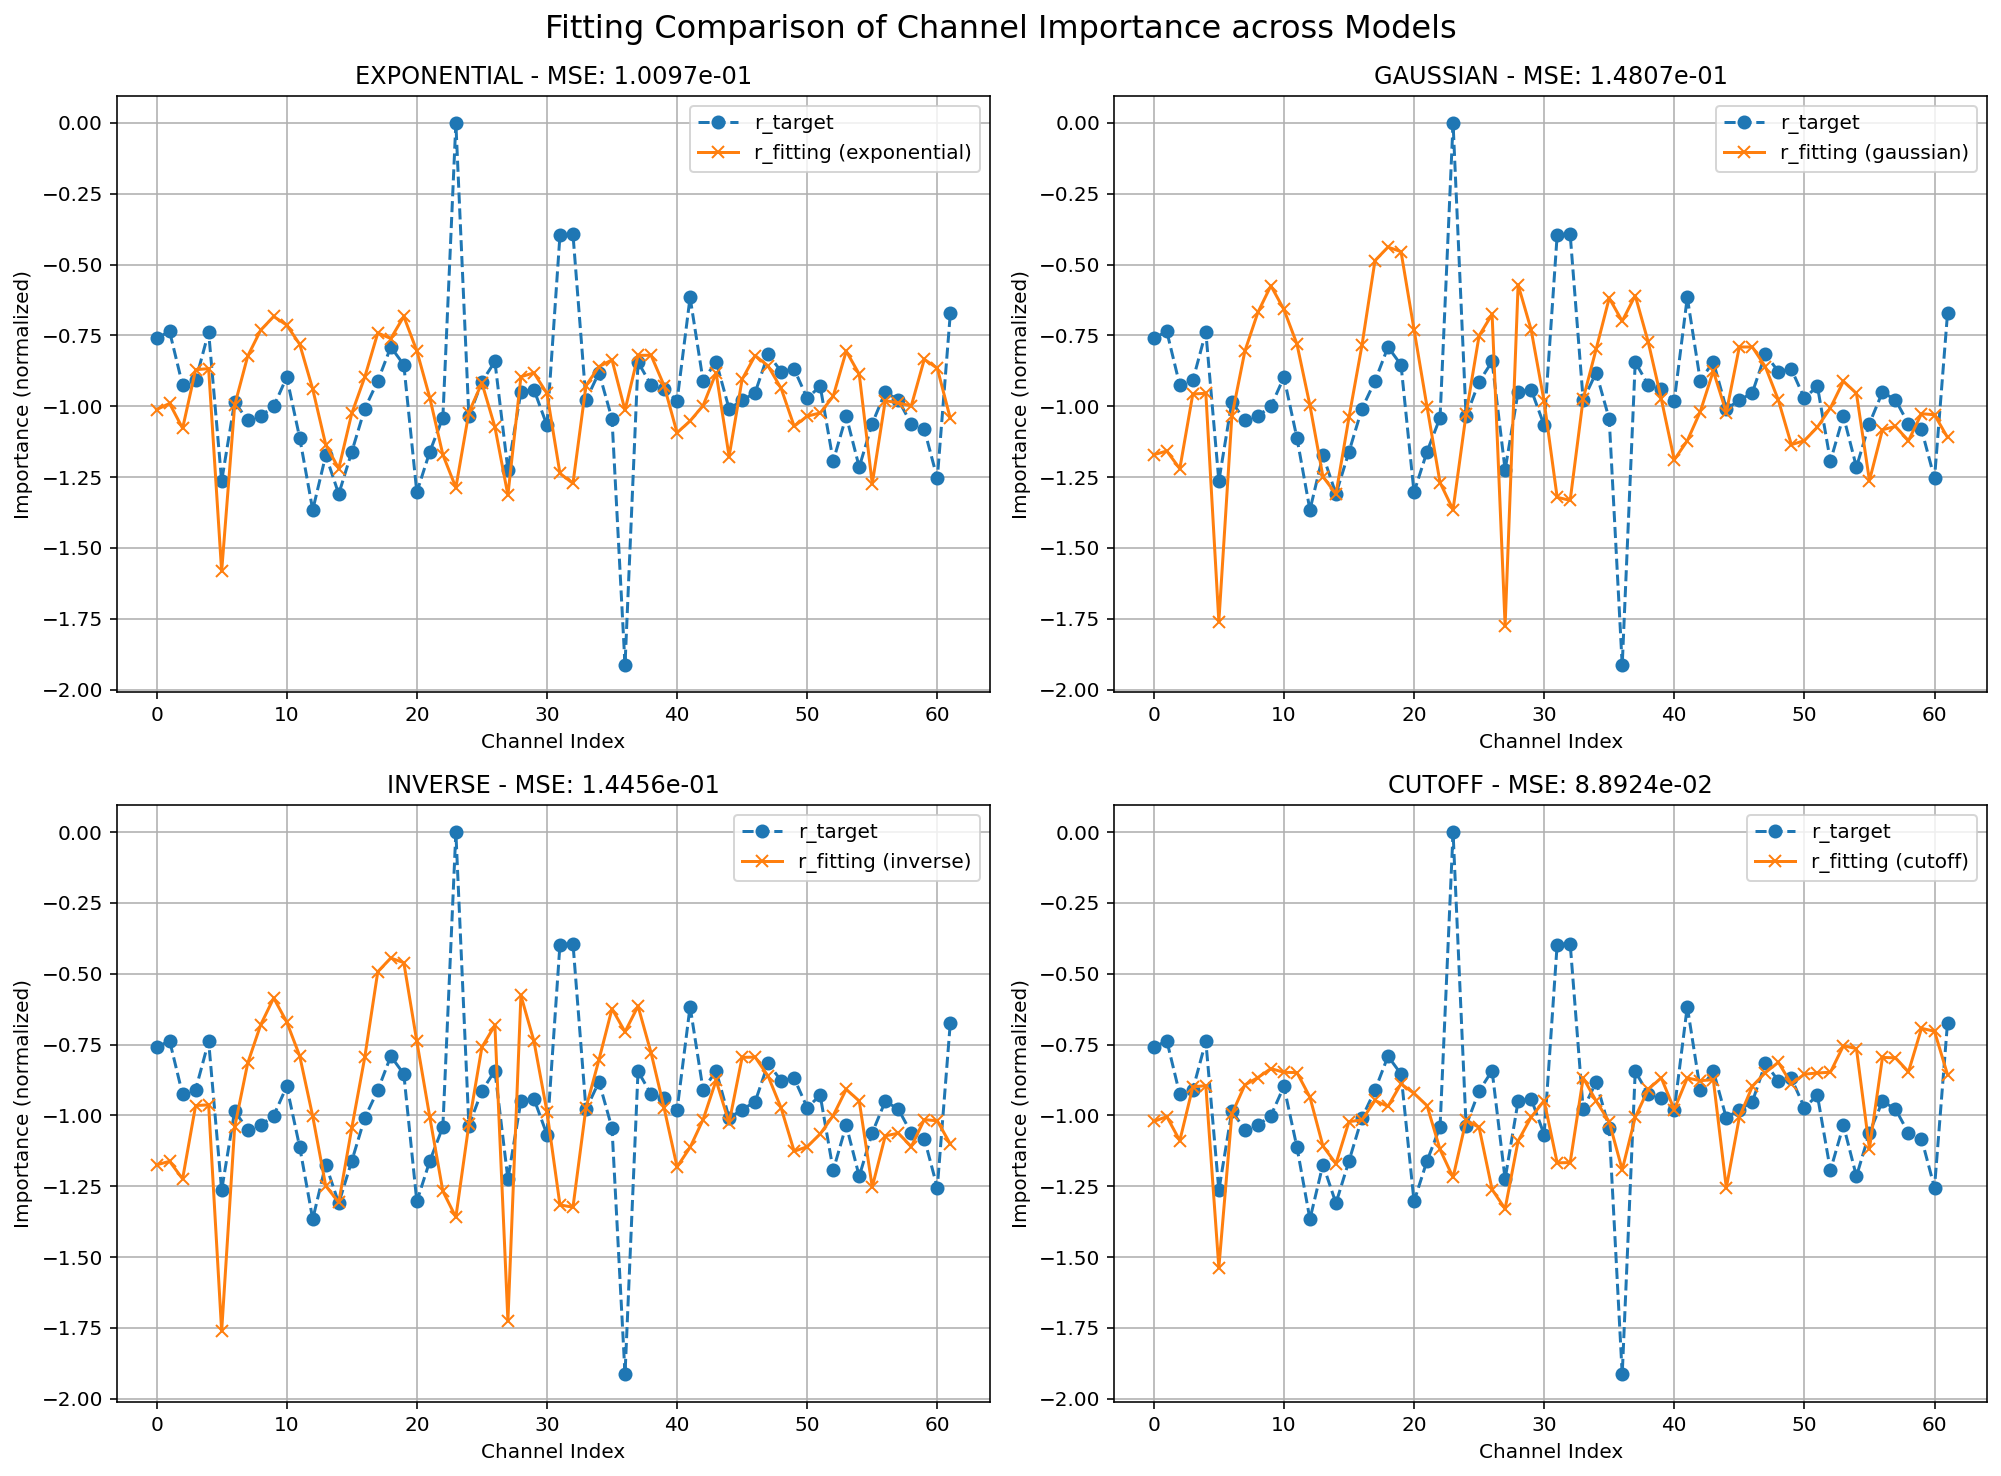 Fitting Comparison of Channel Importance across Models
EXPONENTIAL - MSE: 1.0097e-01
r_target
r_fitting (exponential)
Importance (normalized)
0.00
−0.25
−0.50
−0.75
−1.00
−1.25
−1.50
−1.75
−2.00
0 10 20 30 40 50 60
Channel Index
GAUSSIAN - MSE: 1.4807e-01
r_target
r_fitting (gaussian)
Importance (normalized)
0.00
−0.25
−0.50
−0.75
−1.00
−1.25
−1.50
−1.75
−2.00
0 10 20 30 40 50 60
Channel Index
INVERSE - MSE: 1.4456e-01
r_target
r_fitting (inverse)
Importance (normalized)
0.00
−0.25
−0.50
−0.75
−1.00
−1.25
−1.50
−1.75
−2.00
0 10 20 30 40 50 60
Channel Index
CUTOFF - MSE: 8.8924e-02
r_target
r_fitting (cutoff)
Importance (normalized)
0.00
−0.25
−0.50
−0.75
−1.00
−1.25
−1.50
−1.75
−2.00
0 10 20 30 40 50 60
Channel Index